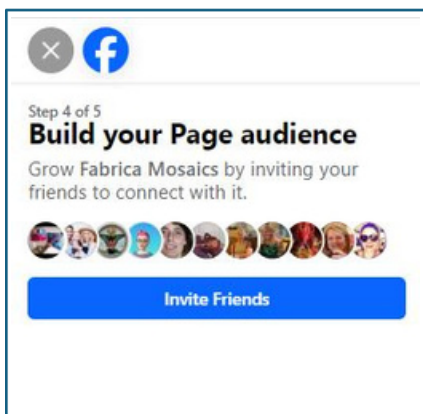 Step 4 of 5
Build your Page audience
Grow Fabrica Mosaics by inviting your
friends to connect with it.
Invite Friends